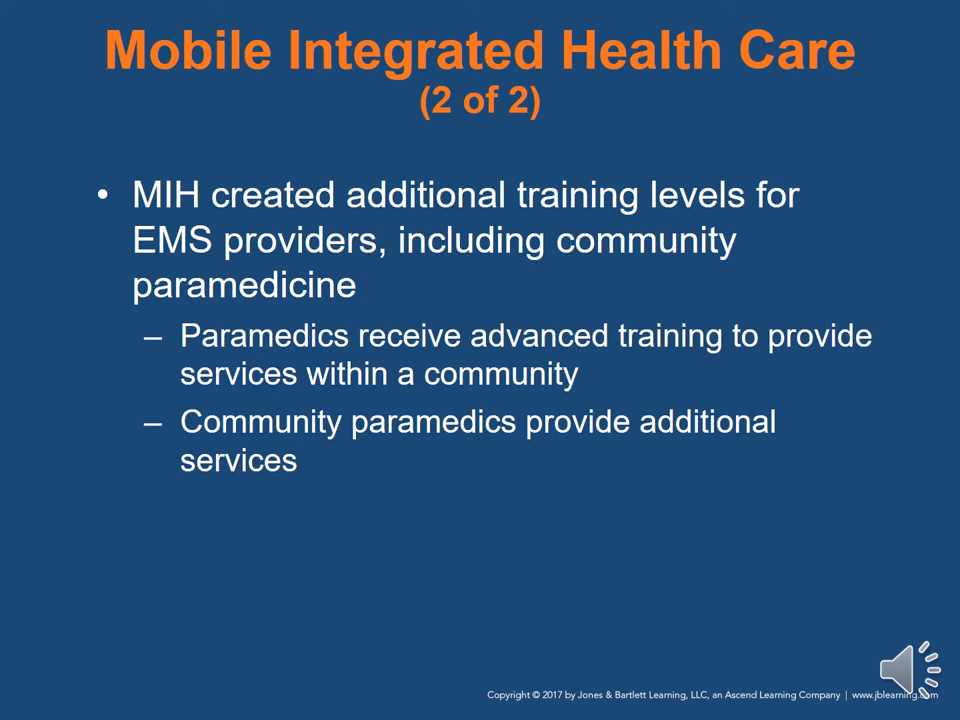 Mobile Integrated Health Care
(2 of 2)
• MIH created additional training levels for
EMS providers, including community
paramedicine
– Paramedics receive advanced training to provide
services within a community
– Community paramedics provide additional
services
Copyright © 2017 by Jones & Bartlett Learning, LLC, an Ascend Learning Company | www.jblearning.com